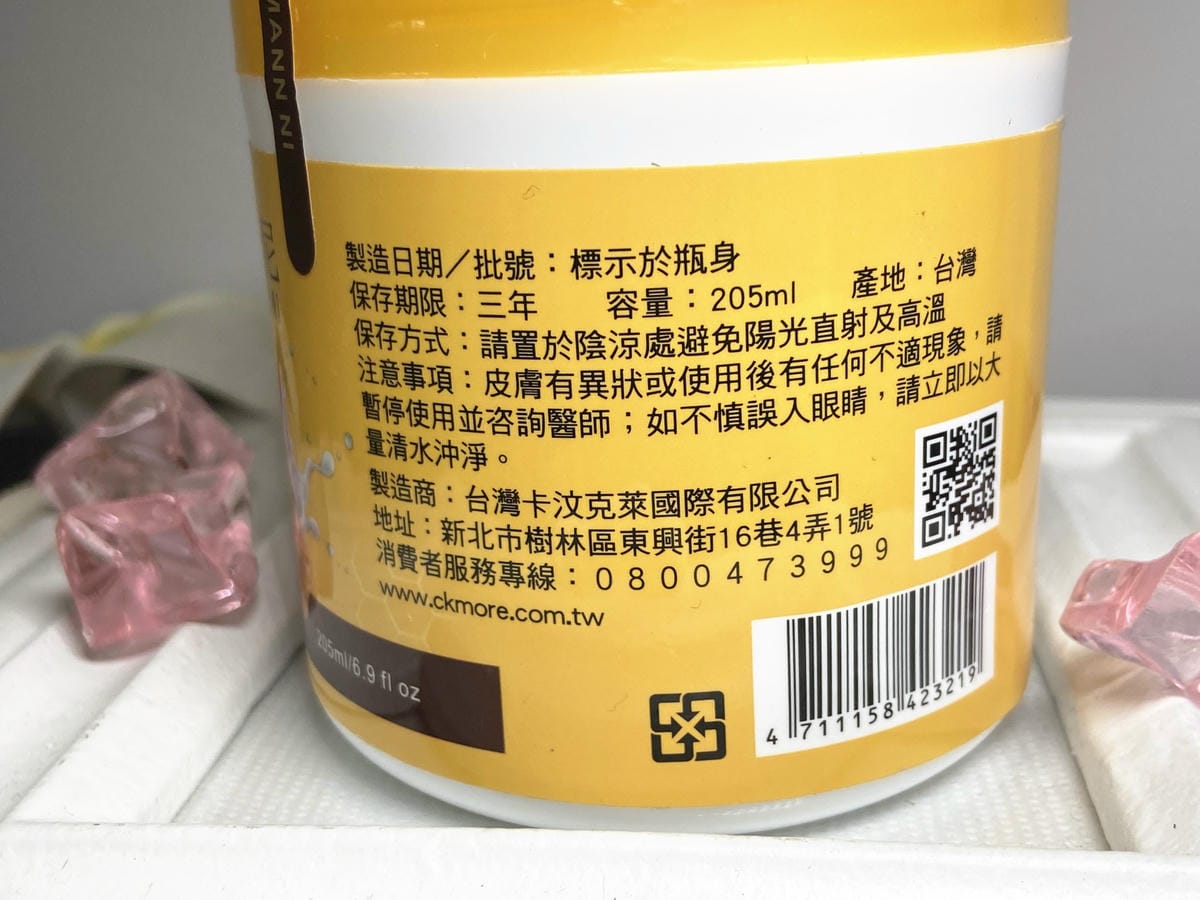 MANN NI
製造日期／批號：標示於瓶身
保存期限：三年 容量：205ml 產地：台灣
保存方式：請置於陰涼處避免陽光直射及高溫
注意事項：皮膚有異狀或使用後有任何不適現象，請
暫停使用並咨詢醫師；如不慎誤入眼睛，請立即以大
量清水沖淨。
製造商：台灣卡汶克萊國際有限公司
地址：新北市樹林區東興街16巷4弄1號
消費者服務專線：0800473999
www.ckmore.com.tw
205ml/6.9 fl oz
4 711158 423219